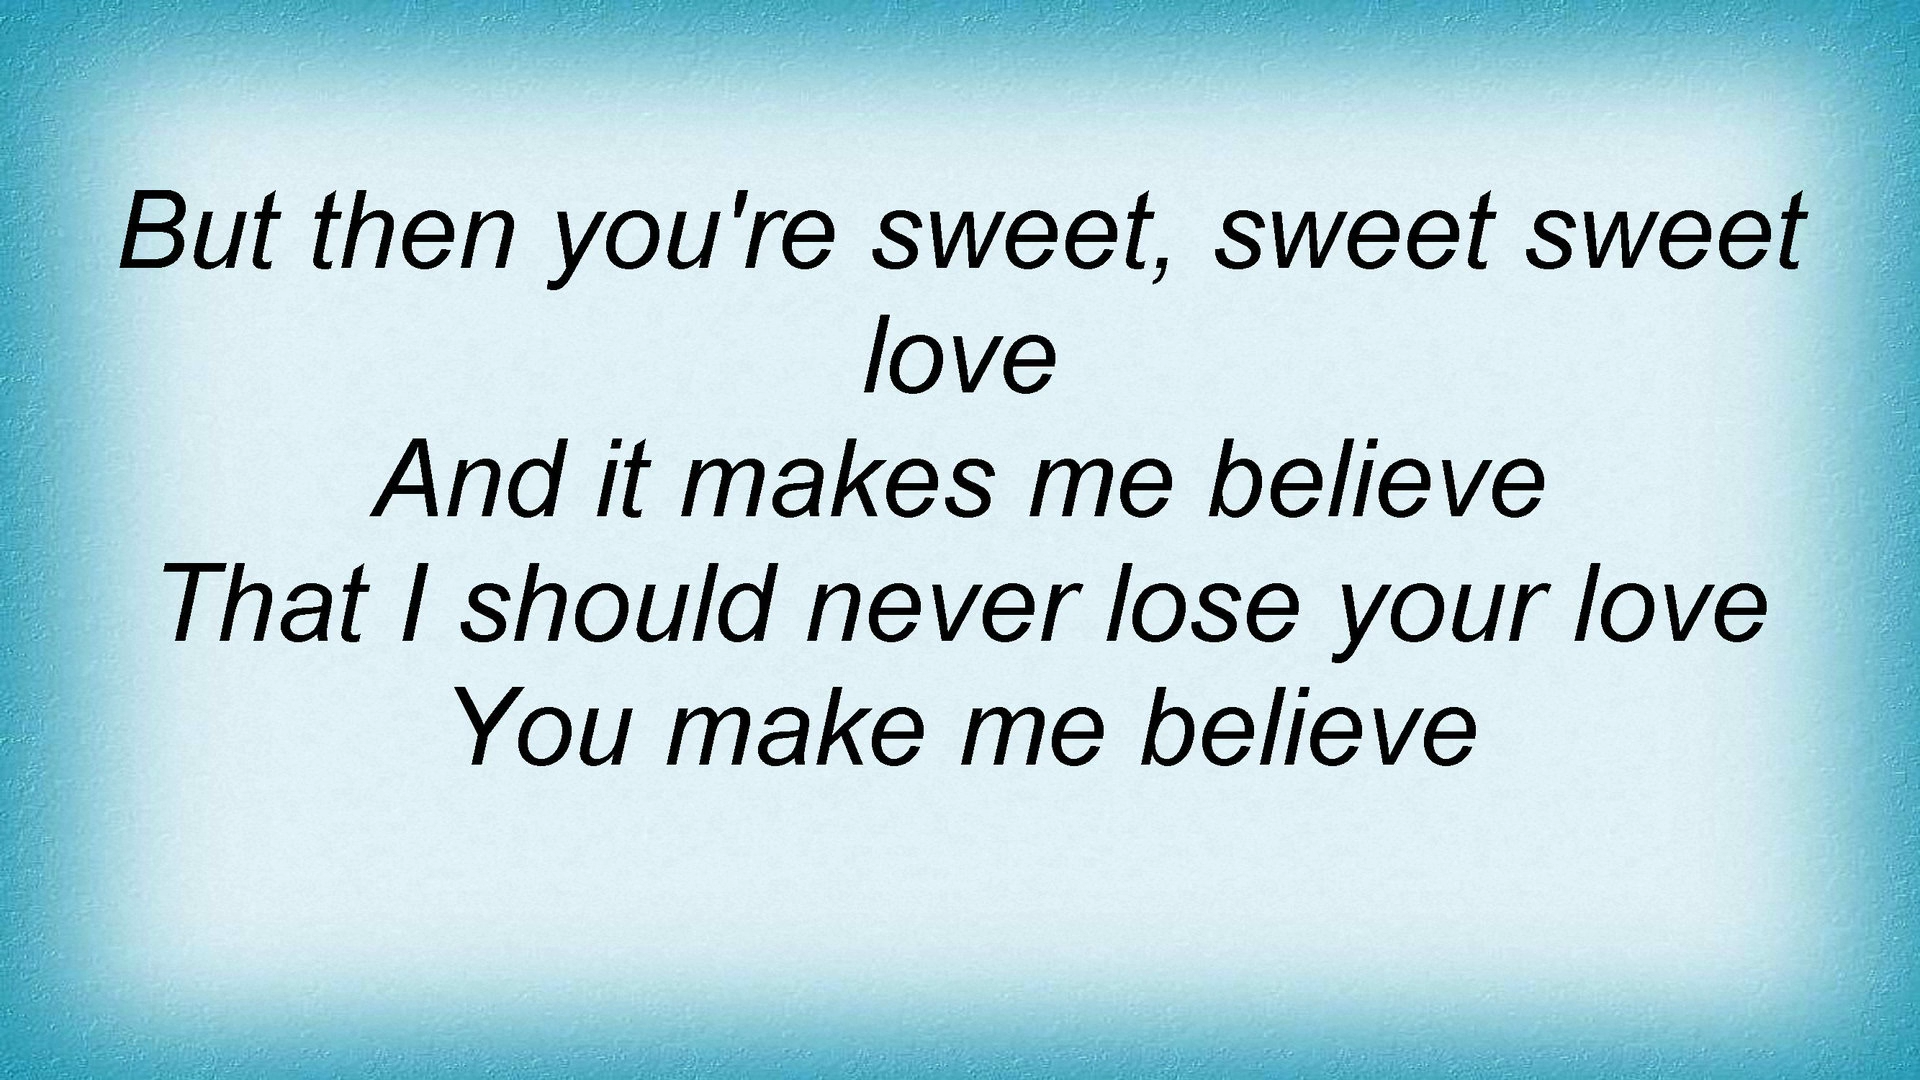 But then you're sweet, sweet sweet
love
And it makes me believe
That I should never lose your love
You make me believe